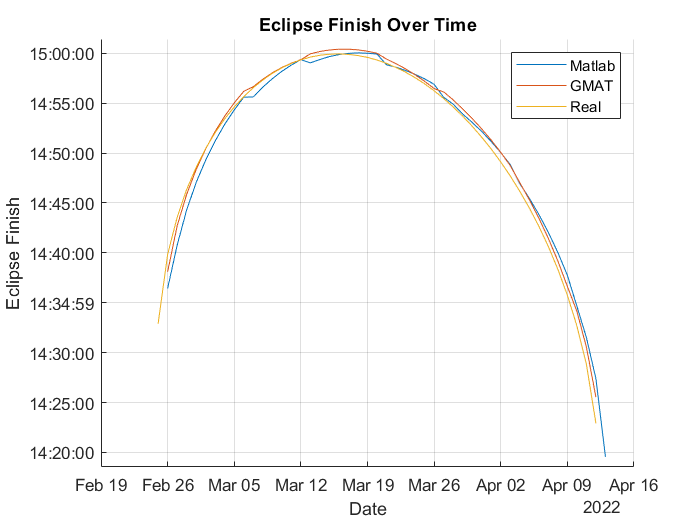 Eclipse Finish Over Time
15:00:00
14:55:00
14:50:00
14:45:00
14:40:00
14:34:59
14:30:00
14:25:00
14:20:00
Eclipse Finish
Matlab
GMAT
Real
Feb 19 Feb 26 Mar 05 Mar 12 Mar 19 Mar 26 Apr 02 Apr 09 Apr 16
Date
2022